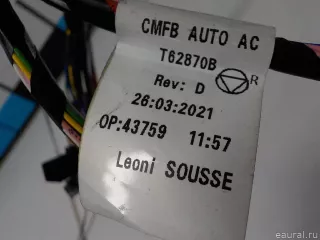 CMFB AUTO AC
T62870B
Rev: D
R
26:03:2021
OP:43759 11:57
Leoni SOUSSE
eaural.ru